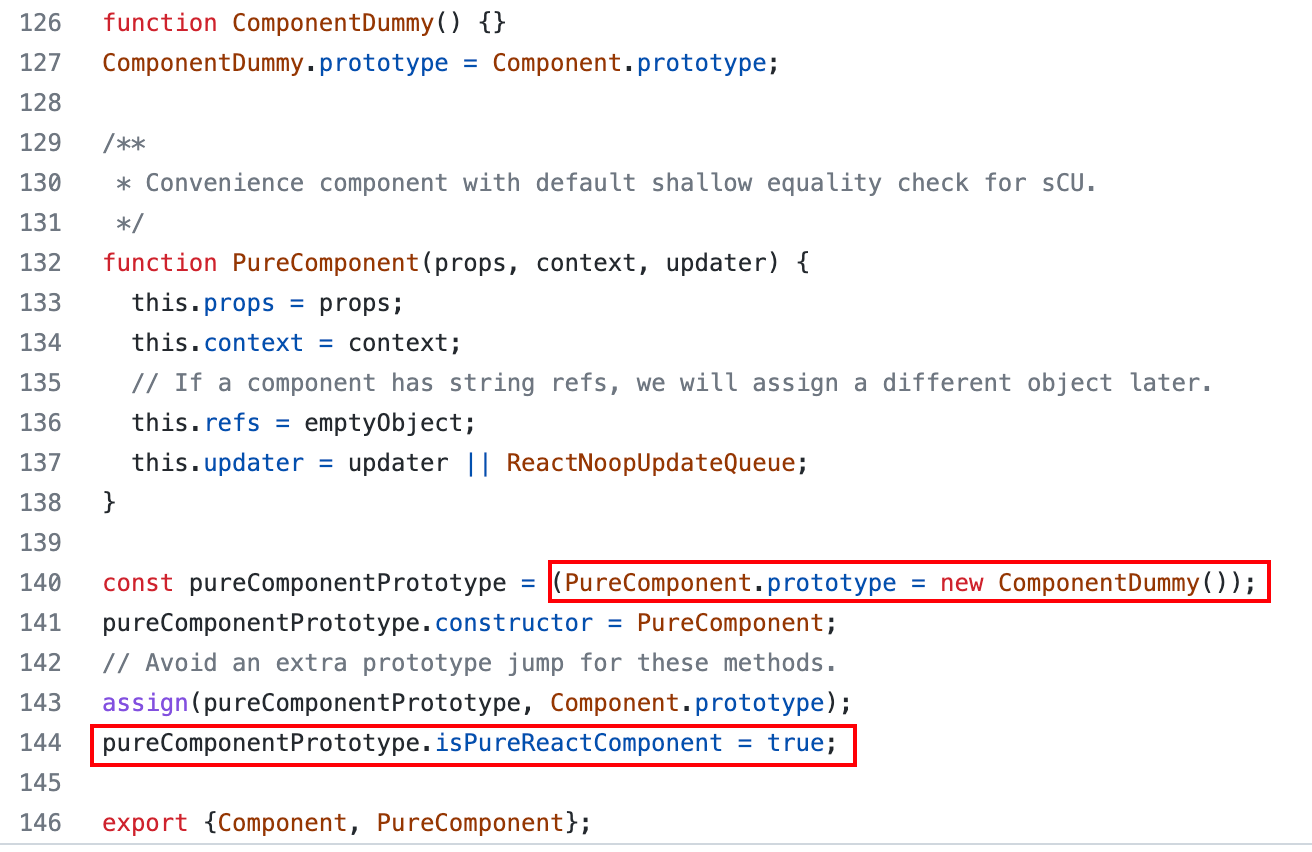 126 function ComponentDummy() {}
127 ComponentDummy.prototype = Component.prototype;
128
129 /**
130  * Convenience component with default shallow equality check for sCU.
131  */
132 function PureComponent(props, context, updater) {
133   this.props = props;
134   this.context = context;
135   // If a component has string refs, we will assign a different object later.
136   this.refs = emptyObject;
137   this.updater = updater || ReactNoopUpdateQueue;
138 }
139
140 const pureComponentPrototype = (PureComponent.prototype = new ComponentDummy());
141 pureComponentPrototype.constructor = PureComponent;
142 // Avoid an extra prototype jump for these methods.
143 assign(pureComponentPrototype, Component.prototype);
144 pureComponentPrototype.isPureReactComponent = true;
145
146 export {Component, PureComponent};